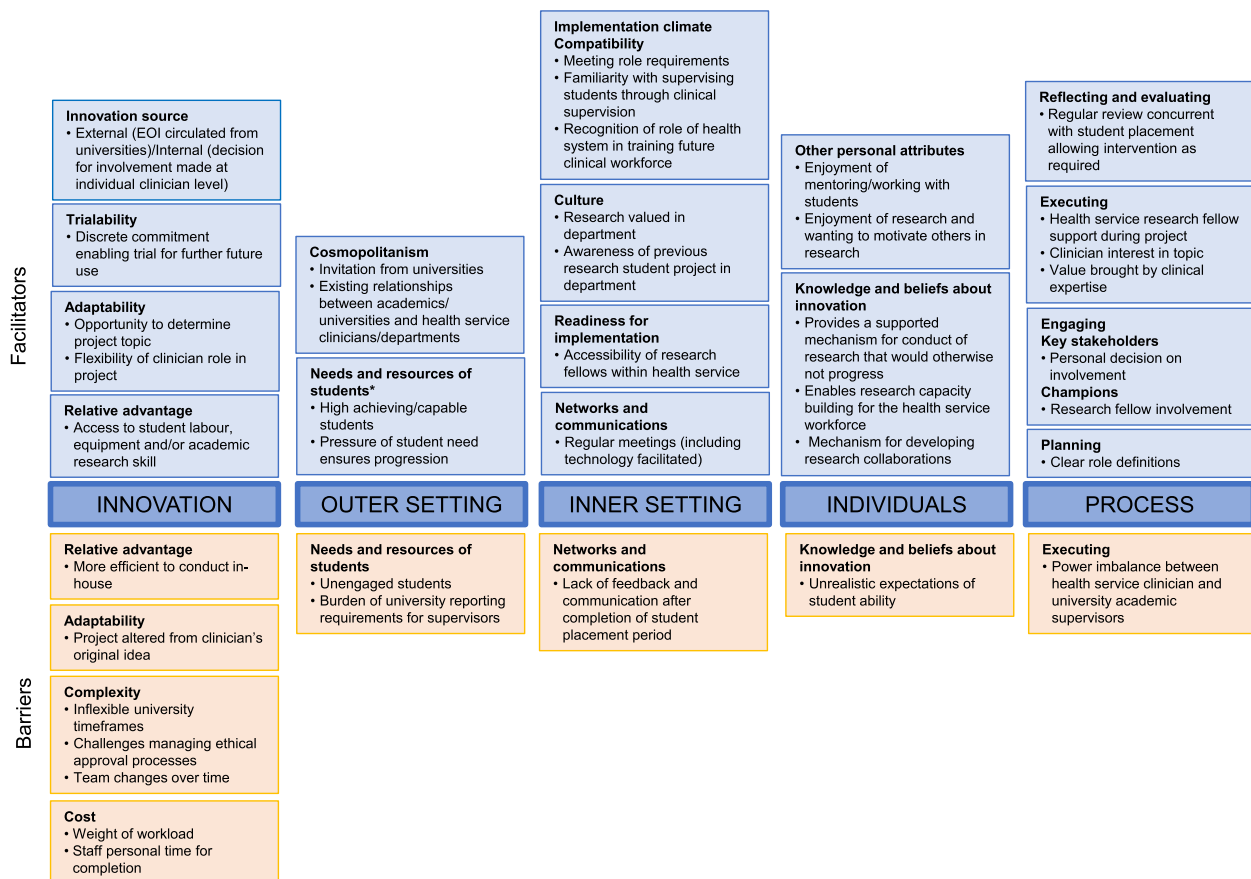 Facilitators
Innovation source
• External (EOI circulated from
universities)/Internal (decision
for involvement made at
individual clinician level)
Trialability
• Discrete commitment
enabling trial for further future
use
Adaptability
• Opportunity to determine
project topic
• Flexibility of clinician role in
project
Relative advantage
• Access to student labour,
equipment and/or academic
research skill
Cosmopolitanism
• Invitation from universities
• Existing relationships
between academics/
universities and health service
clinicians/departments
Needs and resources of
students*
• High achieving/capable
students
• Pressure of student need
ensures progression
Implementation climate
Compatibility
• Meeting role requirements
• Familiarity with supervising
students through clinical
supervision
• Recognition of role of health
system in training future
clinical workforce
Culture
• Research valued in
department
• Awareness of previous
research student project in
department
Readiness for
implementation
• Accessibility of research
fellows within health service
Networks and
communications
• Regular meetings (including
technology facilitated)
Other personal attributes
• Enjoyment of
mentoring/working with
students
• Enjoyment of research and
wanting to motivate others in
research
Knowledge and beliefs about
innovation
• Provides a supported
mechanism for conduct of
research that would otherwise
not progress
• Enables research capacity
building for the health service
workforce
• Mechanism for developing
research collaborations
Reflecting and evaluating
• Regular review concurrent
with student placement
allowing intervention as
required
Executing
• Health service research fellow
support during project
• Clinician interest in topic
• Value brought by clinical
expertise
Engaging
Key stakeholders
• Personal decision on
involvement
Champions
• Research fellow involvement
Planning
• Clear role definitions
INNOVATION
OUTER SETTING
INNER SETTING
INDIVIDUALS
PROCESS
Barriers
Relative advantage
• More efficient to conduct in-
house
Adaptability
• Project altered from clinician’s
original idea
Complexity
• Inflexible university
timeframes
• Challenges managing ethical
approval processes
• Team changes over time
Cost
• Weight of workload
• Staff personal time for
completion
Needs and resources of
students
• Unengaged students
• Burden of university reporting
requirements for supervisors
Networks and
communications
• Lack of feedback and
communication after
completion of student
placement period
Knowledge and beliefs about
innovation
• Unrealistic expectations of
student ability
Executing
• Power imbalance between
health service clinician and
university academic
supervisors